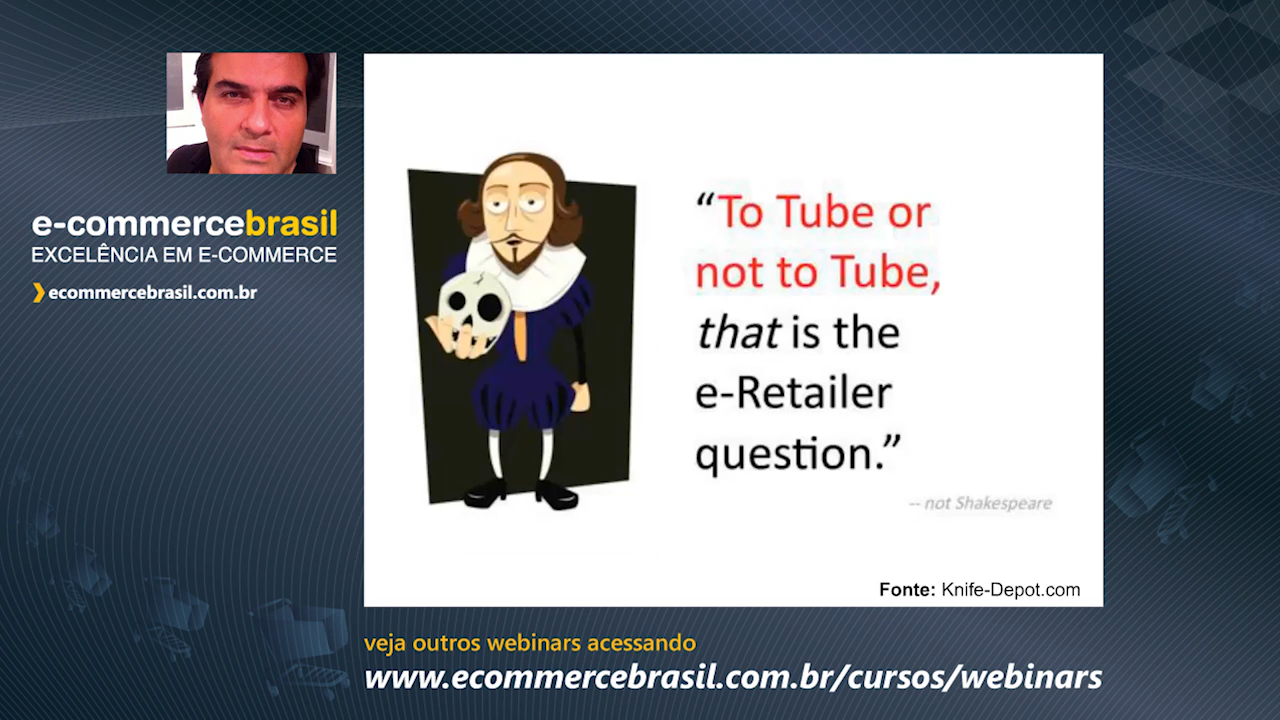 e-commercebrasil
EXCELÊNCIA EM E-COMMERCE
ecommercebrasil.com.br
“To Tube or
not to Tube,
that is the
e-Retailer
question.”
-- not Shakespeare
Fonte: Knife-Depot.com
veja outros webinars acessando
www.ecommercebrasil.com.br/cursos/webinars